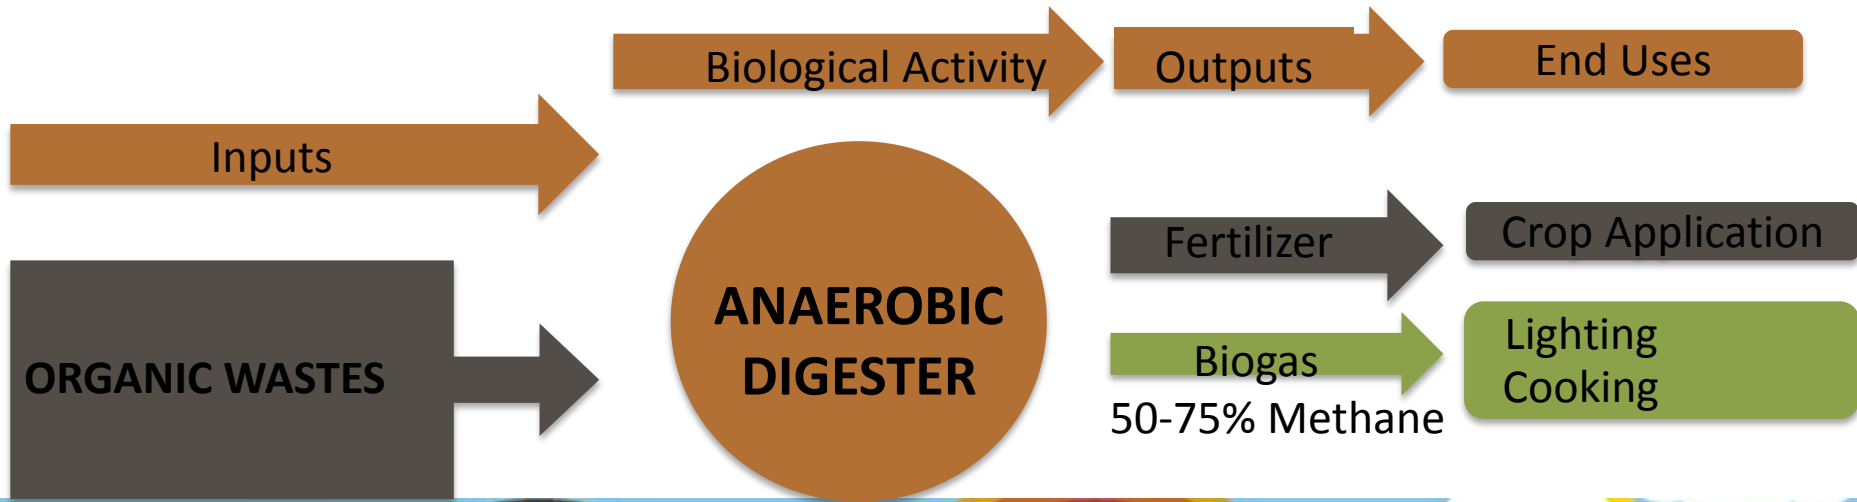 Biological Activity
Outputs
End Uses
Inputs
Fertilizer
Crop Application
ANAEROBIC
DIGESTER
ORGANIC WASTES
Biogas
50-75% Methane
Lighting
Cooking